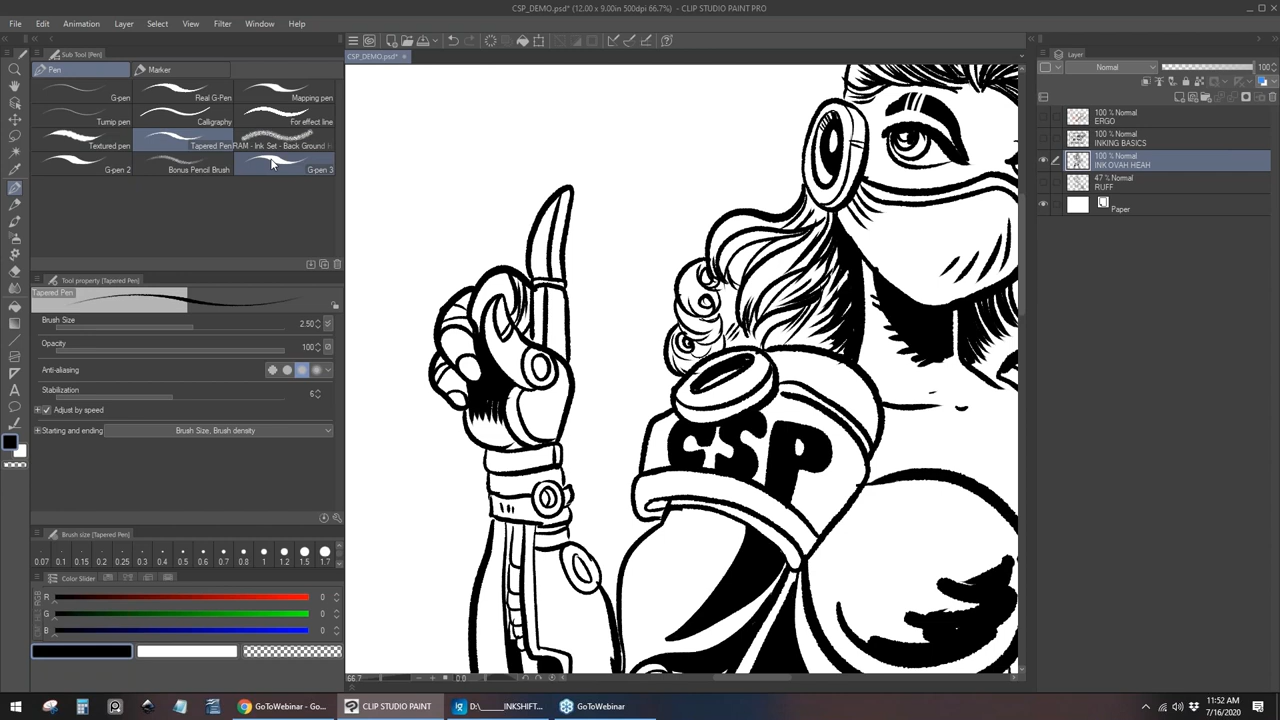 CSP_DEMO.psd* (12.00 x 9.00in 500dpi 66.7%) - CLIP STUDIO PAINT PRO
File Edit Animation Layer Select View Filter Window Help
Sub Tool [Pen]
CSP_DEMO.psd*
Layer
Pen Marker
Normal 100
G-pen Real G-Pen Mapping pen
Turnip pen Calligraphy For effect line
Textured pen Tapered Pen RAM - Ink Set - Back Ground
G-pen 2 Bonus Pencil Brush G-pen 3
100 % Normal
ERGO
100 % Normal
INKING BASICS
100 % Normal
INK OVAH HEAH
47 % Normal
RUFF
Paper
Tool property [Tapered Pen]
Tapered Pen
Brush Size 2.50
Opacity 100
Anti-aliasing
Stabilization 6
Adjust by speed
Starting and ending Brush Size, Brush density
CSP
Brush size [Tapered Pen]
0.07 0.1 0.15 0.2 0.3 0.4 0.5 0.6 0.7 0.8 1 1.2 1.5 1.7
Color Slider
R 0
G 0
B 0
66.7 0.0
GoToWebinar - Go... CLIP STUDIO PAINT D:\_____INKSHIFT... GoToWebinar
11:52 AM
7/16/2020